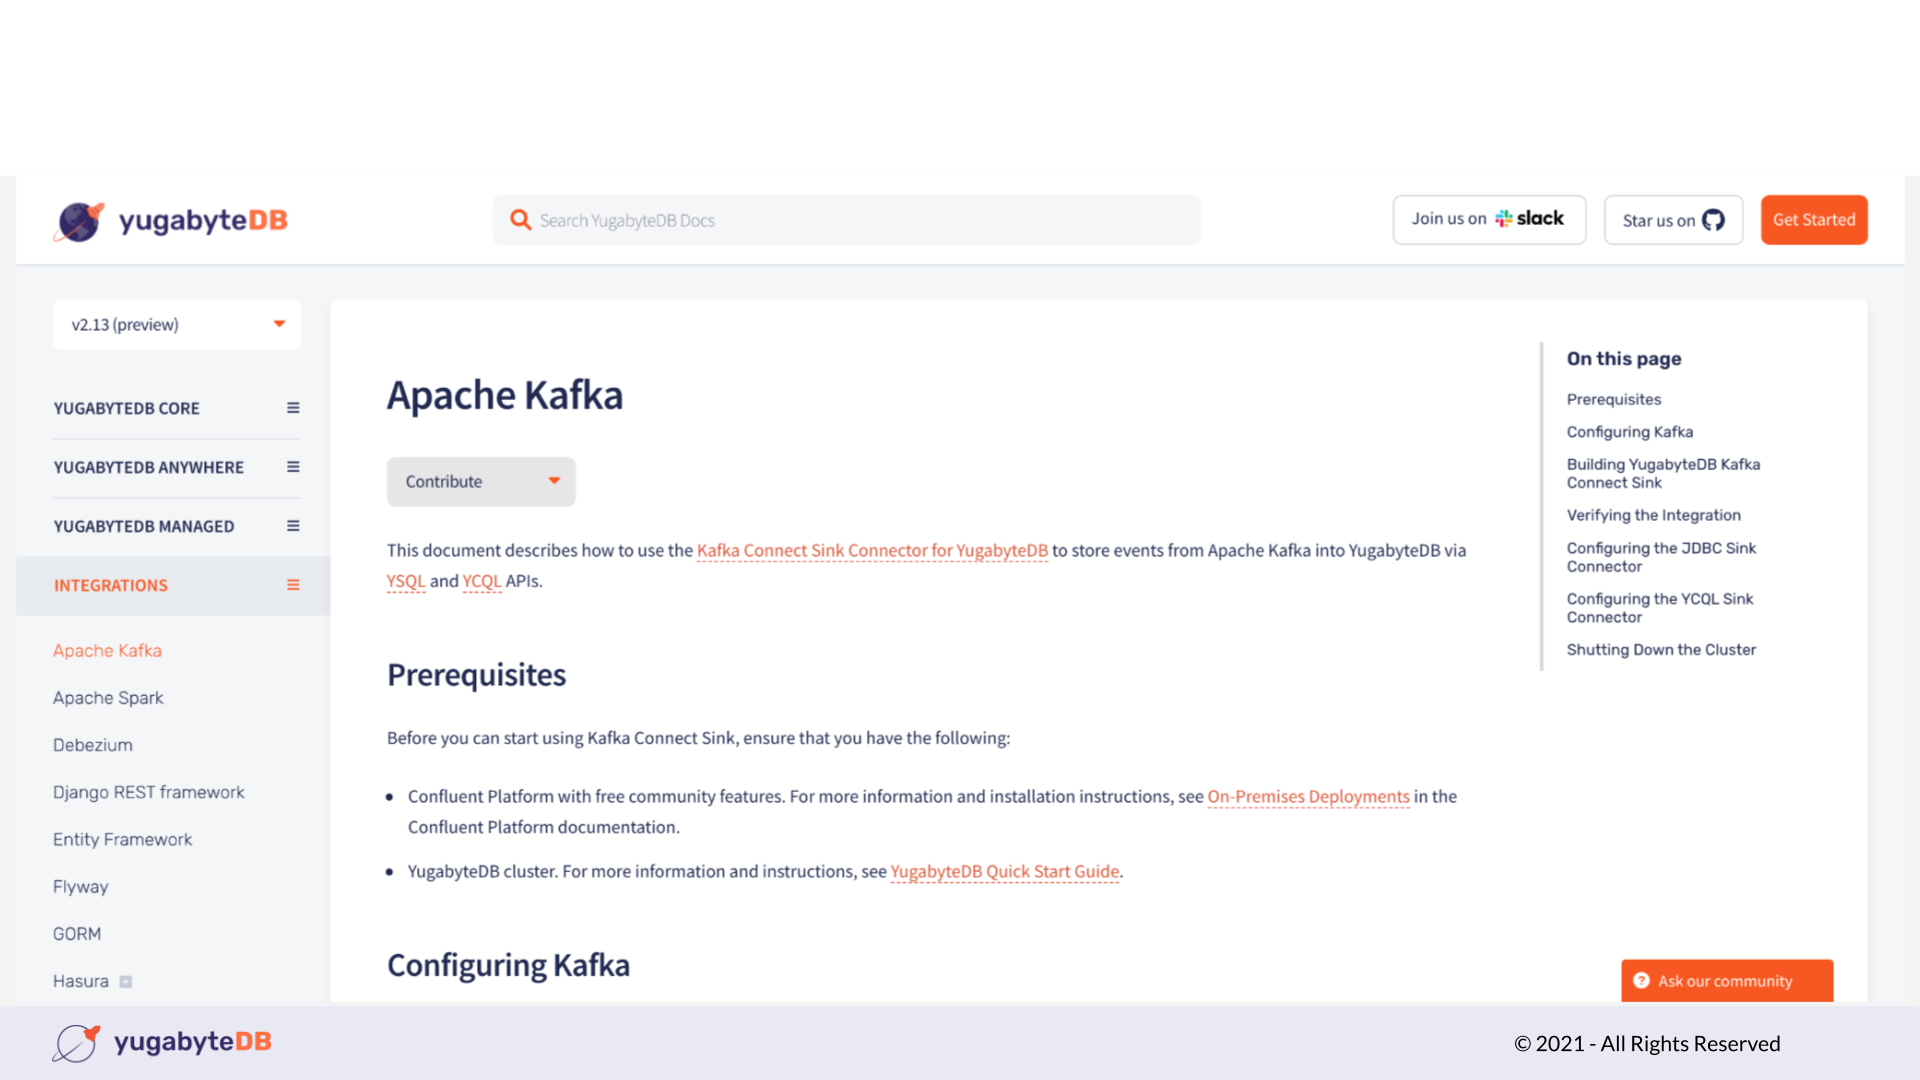 yugabyteDB
Search YugabyteDB Docs
Join us on slack
Star us on
Get Started
v2.13 (preview)
YUGABYTEDB CORE
YUGABYTEDB ANYWHERE
YUGABYTEDB MANAGED
INTEGRATIONS
Apache Kafka
Apache Spark
Debezium
Django REST framework
Entity Framework
Flyway
GORM
Hasura
Apache Kafka
Contribute
This document describes how to use the Kafka Connect Sink Connector for YugabyteDB to store events from Apache Kafka into YugabyteDB via
YSQL and YCQL APIs.
Prerequisites
Before you can start using Kafka Connect Sink, ensure that you have the following:
Confluent Platform with free community features. For more information and installation instructions, see On-Premises Deployments in the
Confluent Platform documentation.
YugabyteDB cluster. For more information and instructions, see YugabyteDB Quick Start Guide.
Configuring Kafka
On this page
Prerequisites
Configuring Kafka
Building YugabyteDB Kafka
Connect Sink
Verifying the Integration
Configuring the JDBC Sink
Connector
Configuring the YCQL Sink
Connector
Shutting Down the Cluster
Ask our community
yugabyteDB
© 2021 - All Rights Reserved